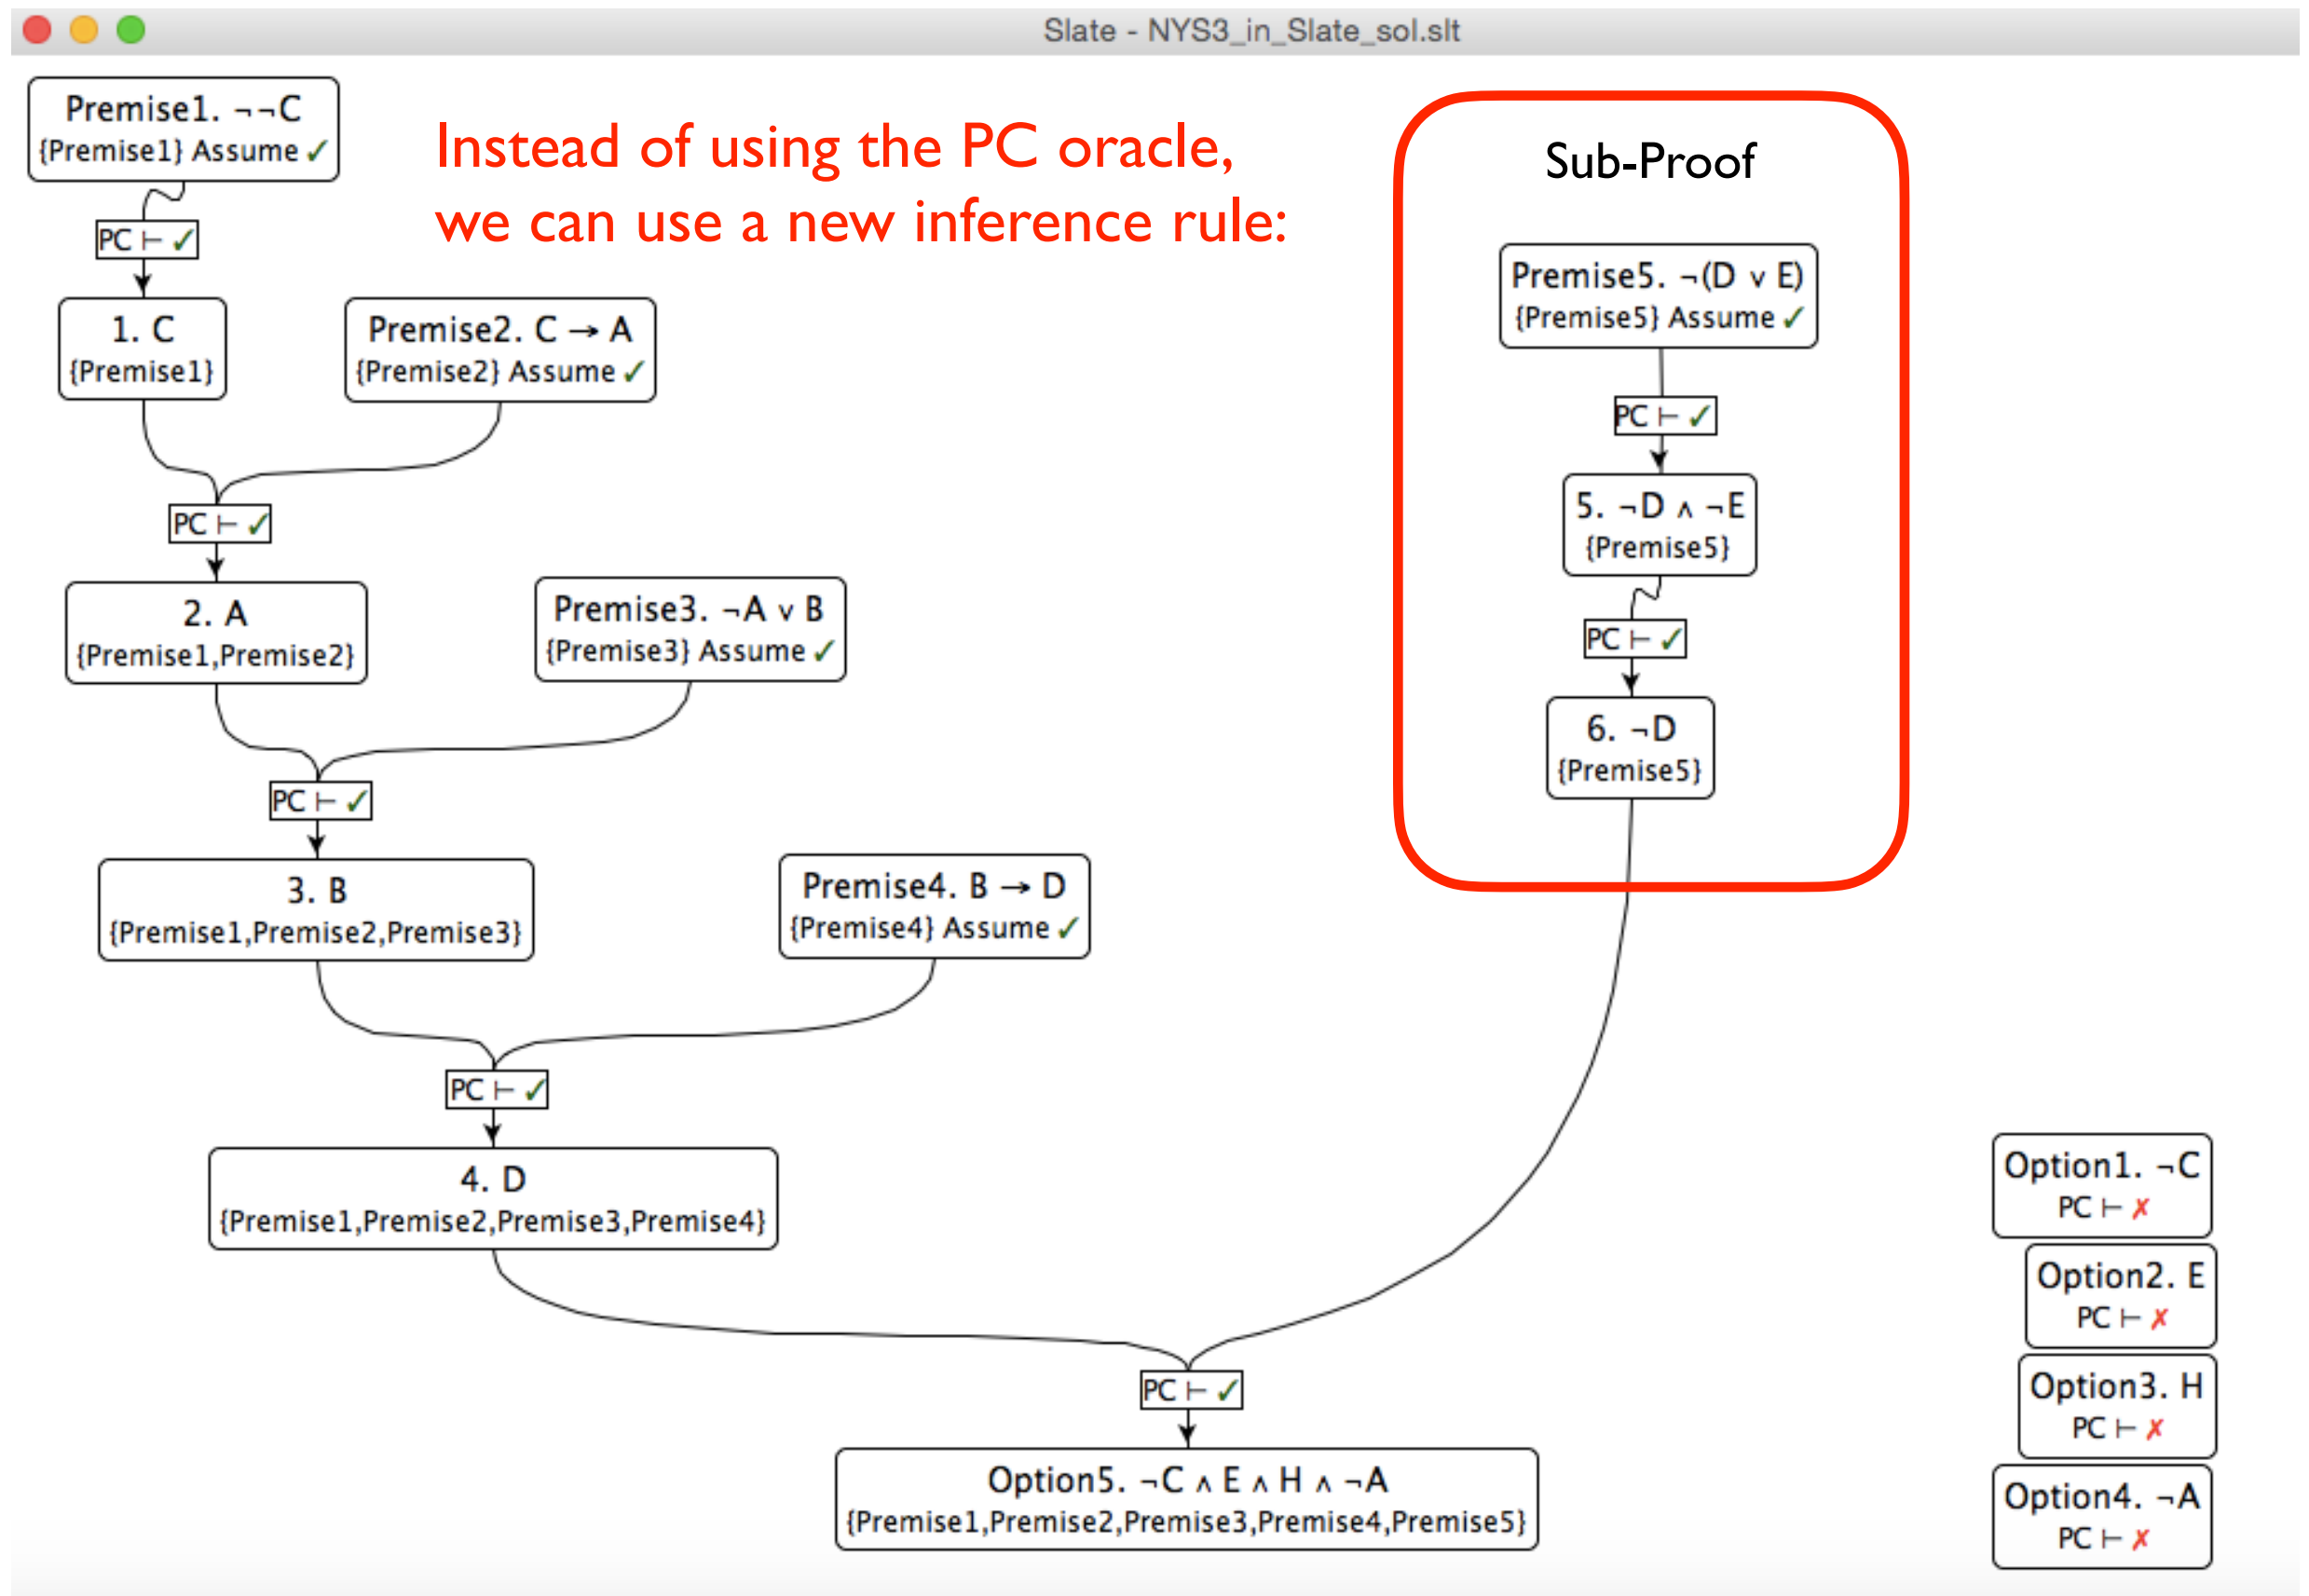 Slate - NYS3_in_Slate_sol.slt
Premise1. ¬¬C
{Premise1} Assume ✓
Instead of using the PC oracle,
we can use a new inference rule:
Sub-Proof
PC ⊢ ✓
Premise5. ¬(D ∨ E)
{Premise5} Assume ✓
1. C
{Premise1}
Premise2. C → A
{Premise2} Assume ✓
PC ⊢ ✓
PC ⊢ ✓
5. ¬D ∧ ¬E
{Premise5}
2. A
{Premise1,Premise2}
Premise3. ¬A ∨ B
{Premise3} Assume ✓
PC ⊢ ✓
6. ¬D
{Premise5}
PC ⊢ ✓
3. B
{Premise1,Premise2,Premise3}
Premise4. B → D
{Premise4} Assume ✓
PC ⊢ ✓
4. D
{Premise1,Premise2,Premise3,Premise4}
Option1. ¬C
PC ⊢ ✗
Option2. E
PC ⊢ ✗
Option3. H
PC ⊢ ✗
PC ⊢ ✓
Option5. ¬C ∧ E ∧ H ∧ ¬A
{Premise1,Premise2,Premise3,Premise4,Premise5}
Option4. ¬A
PC ⊢ ✗